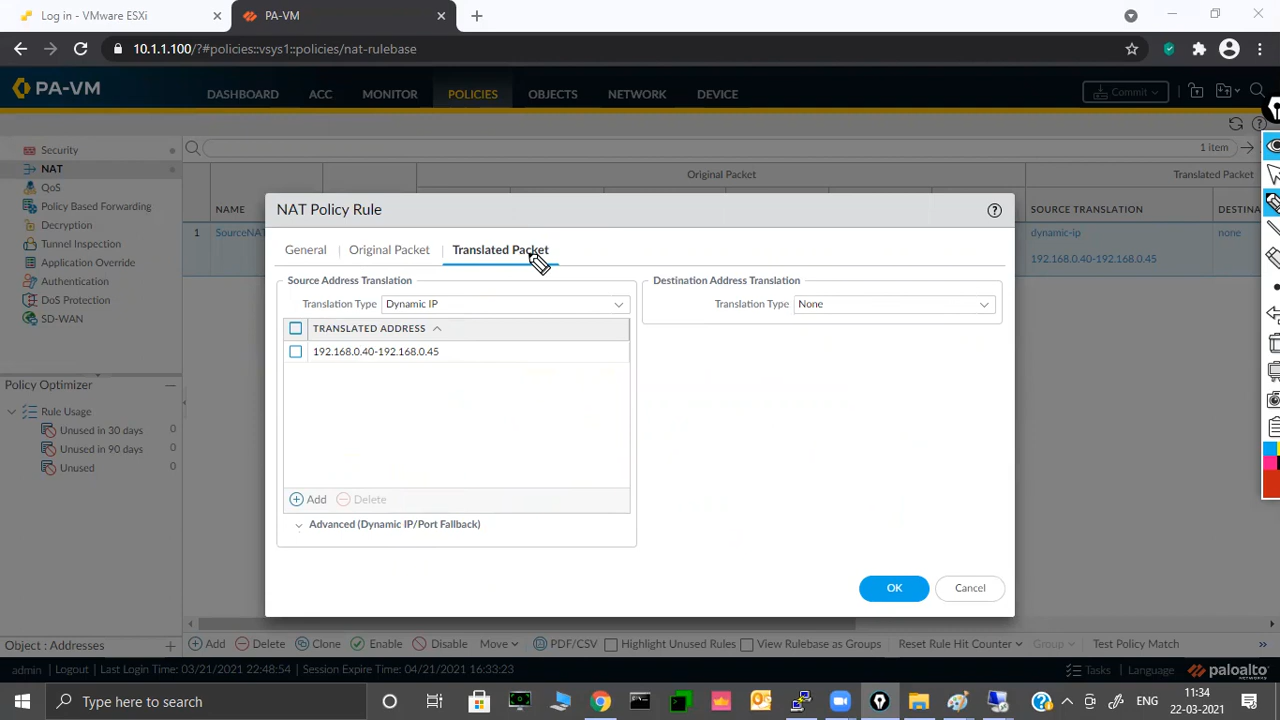 Log in - VMware ESXi
PA-VM
10.1.1.100/?#policies::vsys1::policies/nat-rulebase
PA-VM
DASHBOARD
ACC
MONITOR
POLICIES
OBJECTS
NETWORK
DEVICE
Commit
Security
NAT
QoS
Policy Based Forwarding
Decryption
Tunnel Inspection
Application Override
Authentication
DoS Protection
SD-WAN
1 item
Original Packet
Translated Packet
NAME
SOURCE TRANSLATION
DESTINA
1
SourceNAT
dynamic-ip
none
192.168.0.40-192.168.0.45
NAT Policy Rule
General
Original Packet
Translated Packet
Source Address Translation
Translation Type
Dynamic IP
TRANSLATED ADDRESS
192.168.0.40-192.168.0.45
Add
Delete
Advanced (Dynamic IP/Port Fallback)
Destination Address Translation
Translation Type
None
OK
Cancel
Policy Optimizer
Rule Usage
Unused in 30 days
0
Unused in 90 days
0
Unused
0
Object : Addresses
Add
Delete
Clone
Enable
Disable
Move
PDF/CSV
Highlight Unused Rules
View Rulebase as Groups
Reset Rule Hit Counter
Group
Test Policy Match
admin | Logout | Last Login Time: 03/21/2021 22:48:54 | Session Expire Time: 04/21/2021 16:33:23
Tasks | Language
paloalto
Type here to search
ENG
11:34
22-03-2021